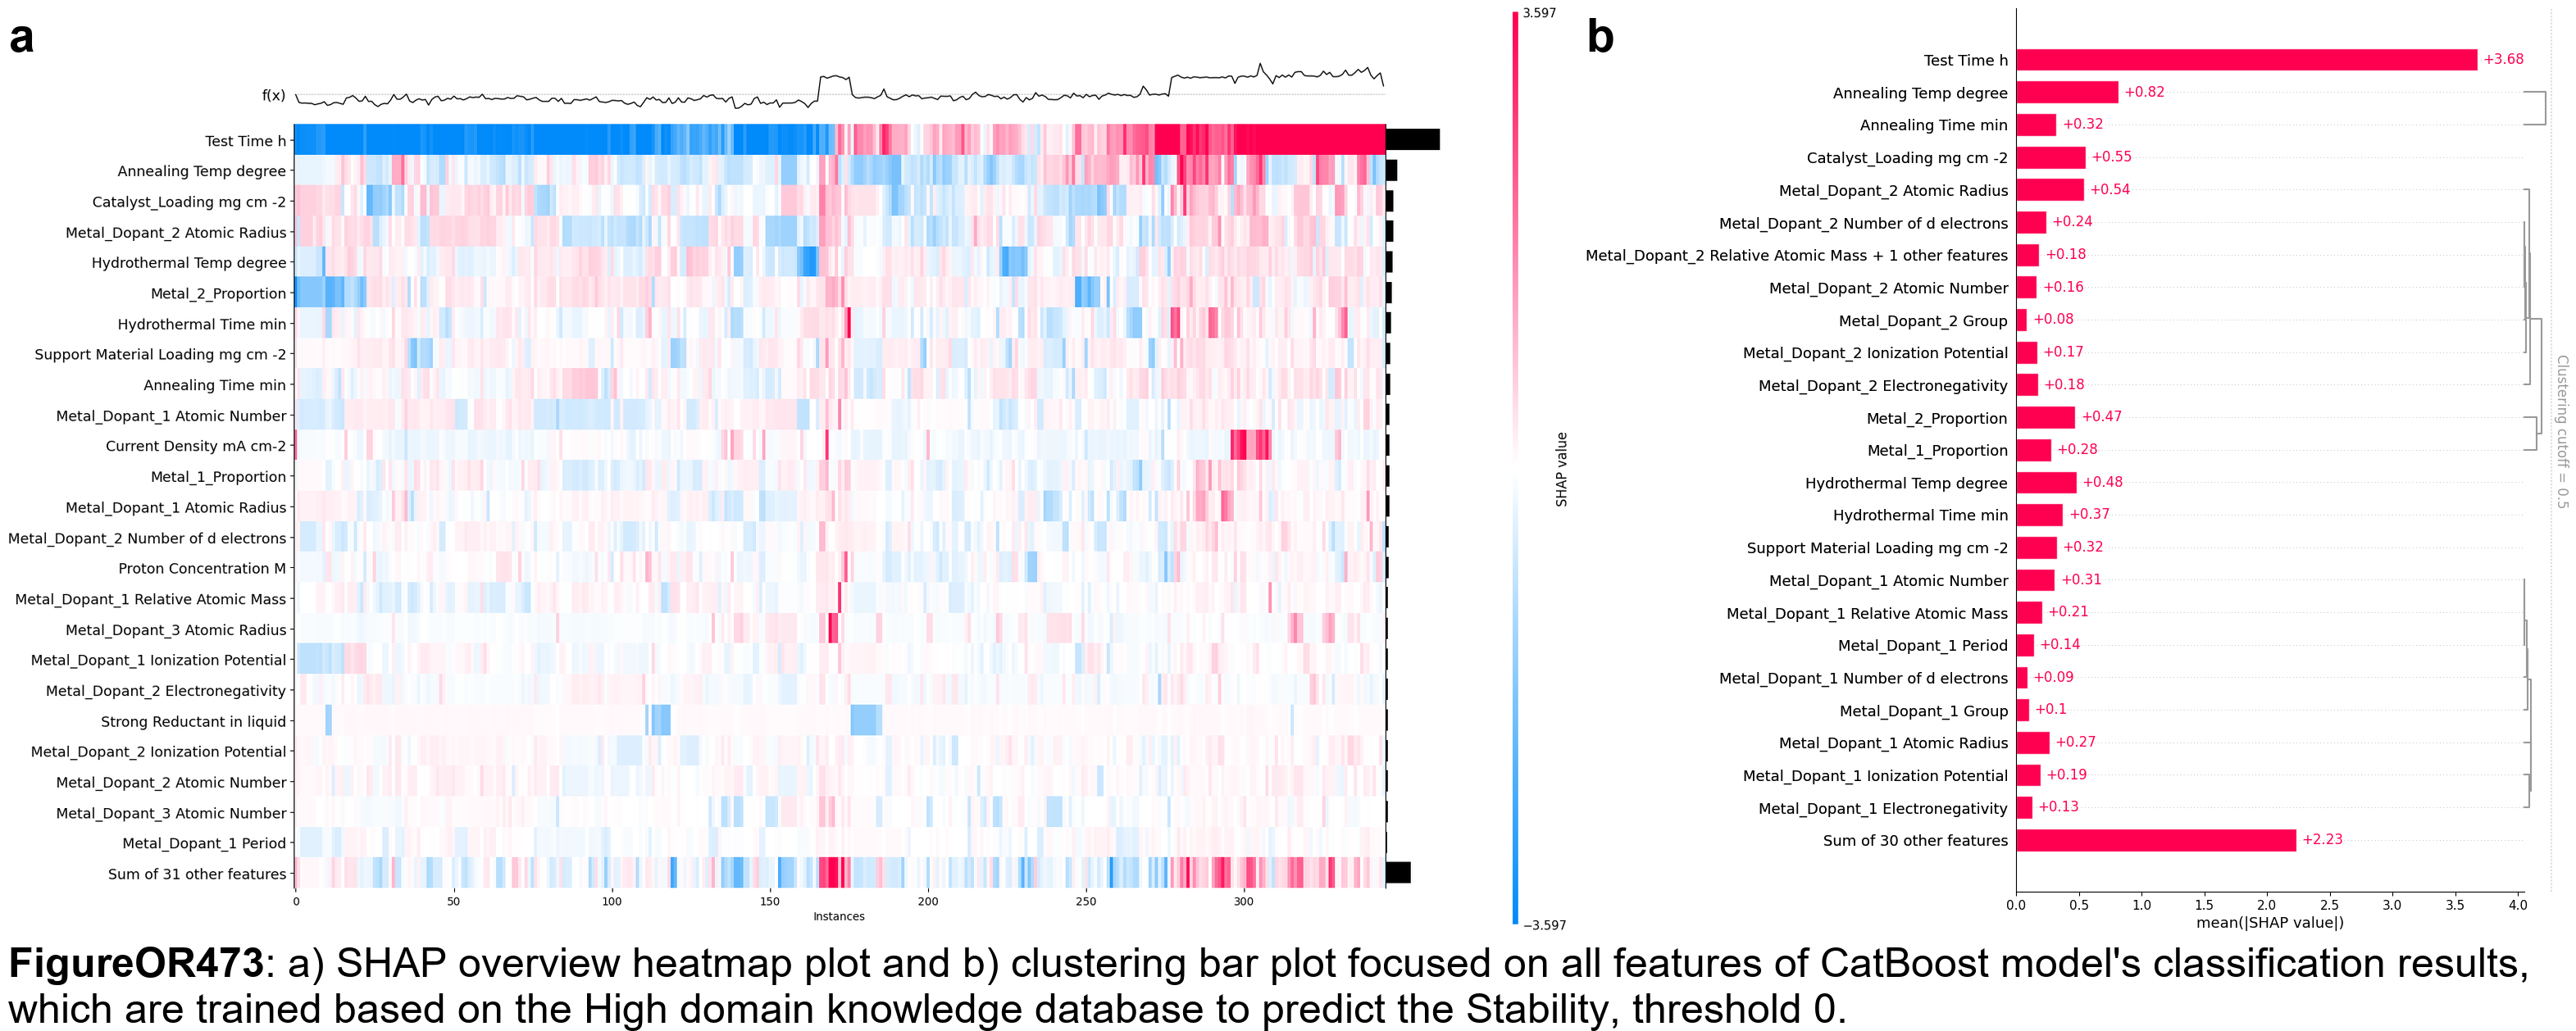 a
f(x)
Test Time h
Annealing Temp degree
Catalyst_Loading mg cm -2
Metal_Dopant_2 Atomic Radius
Hydrothermal Temp degree
Metal_2_Proportion
Hydrothermal Time min
Support Material Loading mg cm -2
Annealing Time min
Metal_Dopant_1 Atomic Number
Current Density mA cm-2
Metal_1_Proportion
Metal_Dopant_1 Atomic Radius
Metal_Dopant_2 Number of d electrons
Proton Concentration M
Metal_Dopant_1 Relative Atomic Mass
Metal_Dopant_3 Atomic Radius
Metal_Dopant_1 Ionization Potential
Metal_Dopant_2 Electronegativity
Strong Reductant in liquid
Metal_Dopant_2 Ionization Potential
Metal_Dopant_2 Atomic Number
Metal_Dopant_3 Atomic Number
Metal_Dopant_1 Period
Sum of 31 other features
0 50 100 150 200 250 300
Instances
3.597
SHAP value
−3.597
b
Test Time h +3.68
Annealing Temp degree +0.82
Annealing Time min +0.32
Catalyst_Loading mg cm -2 +0.55
Metal_Dopant_2 Atomic Radius +0.54
Metal_Dopant_2 Number of d electrons +0.24
Metal_Dopant_2 Relative Atomic Mass + 1 other features +0.18
Metal_Dopant_2 Atomic Number +0.16
Metal_Dopant_2 Group +0.08
Metal_Dopant_2 Ionization Potential +0.17
Metal_Dopant_2 Electronegativity +0.18
Metal_2_Proportion +0.47
Metal_1_Proportion +0.28
Hydrothermal Temp degree +0.48
Hydrothermal Time min +0.37
Support Material Loading mg cm -2 +0.32
Metal_Dopant_1 Atomic Number +0.31
Metal_Dopant_1 Relative Atomic Mass +0.21
Metal_Dopant_1 Period +0.14
Metal_Dopant_1 Number of d electrons +0.09
Metal_Dopant_1 Group +0.1
Metal_Dopant_1 Atomic Radius +0.27
Metal_Dopant_1 Ionization Potential +0.19
Metal_Dopant_1 Electronegativity +0.13
Sum of 30 other features +2.23
0.0 0.5 1.0 1.5 2.0 2.5 3.0 3.5 4.0
mean(|SHAP value|)
Clustering cutoff = 0.5
FigureOR473: a) SHAP overview heatmap plot and b) clustering bar plot focused on all features of CatBoost model's classification results,
which are trained based on the High domain knowledge database to predict the Stability, threshold 0.